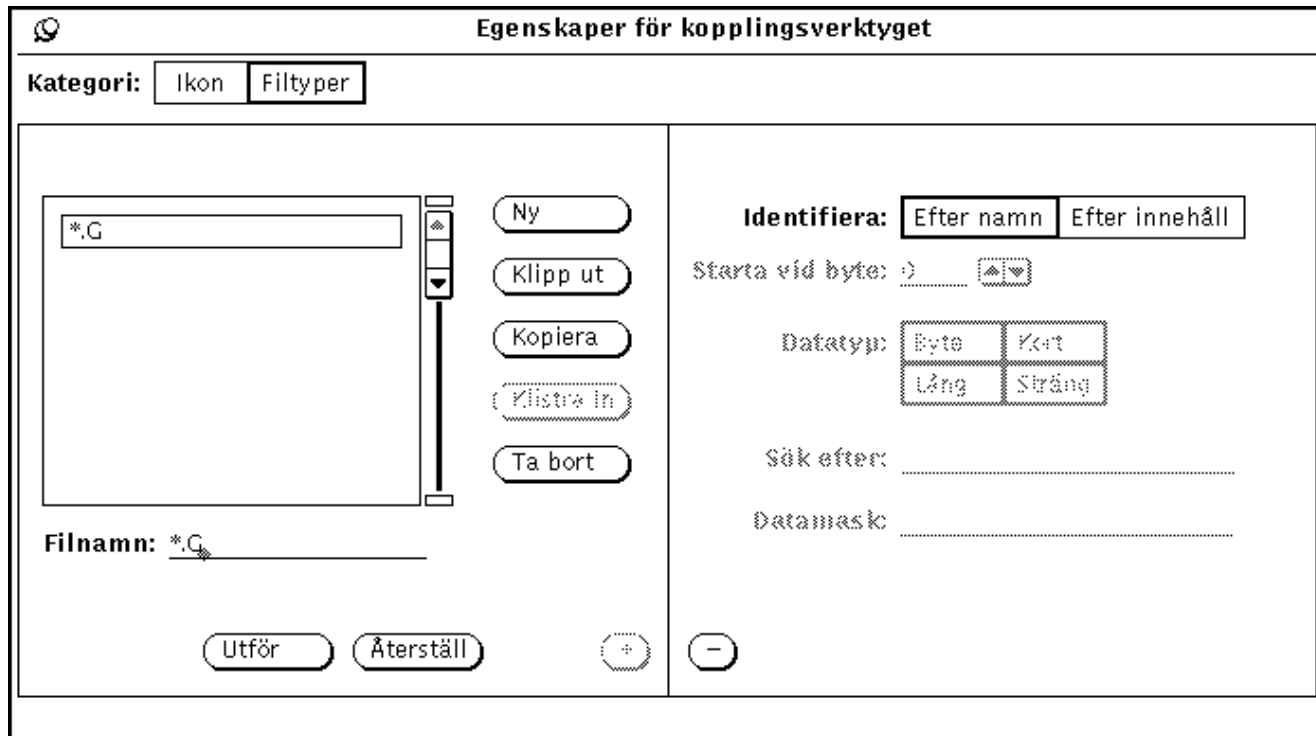 Egenskaper för kopplingsverktyget
Kategori: Ikon Filtyper
*.G
Ny
Klipp ut
Kopiera
Klistra in
Ta bort
Filnamn: *.G
Utför Återställ +
Identifiera: Efter namn Efter innehåll
Starta vid byte: 0
Datatyp: Byte Kort
Lång Sträng
Sök efter:
Datamask:
−